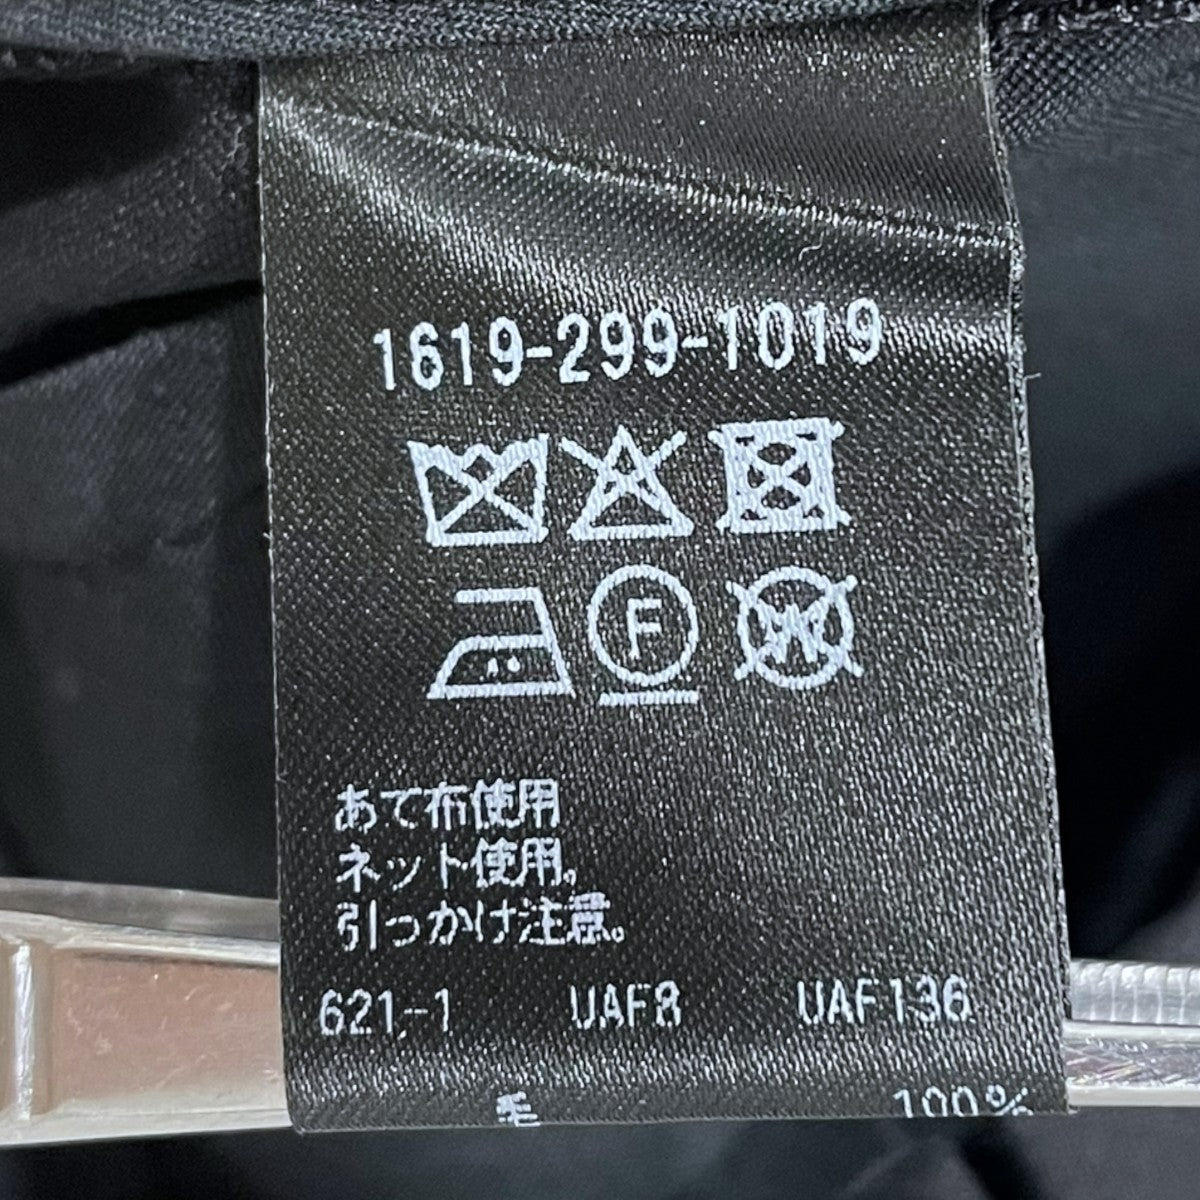 1619-299-1019
F
W
あて布使用
ネット使用。
引っかけ注意。
621,-1 UAF8 UAF136
毛 100%